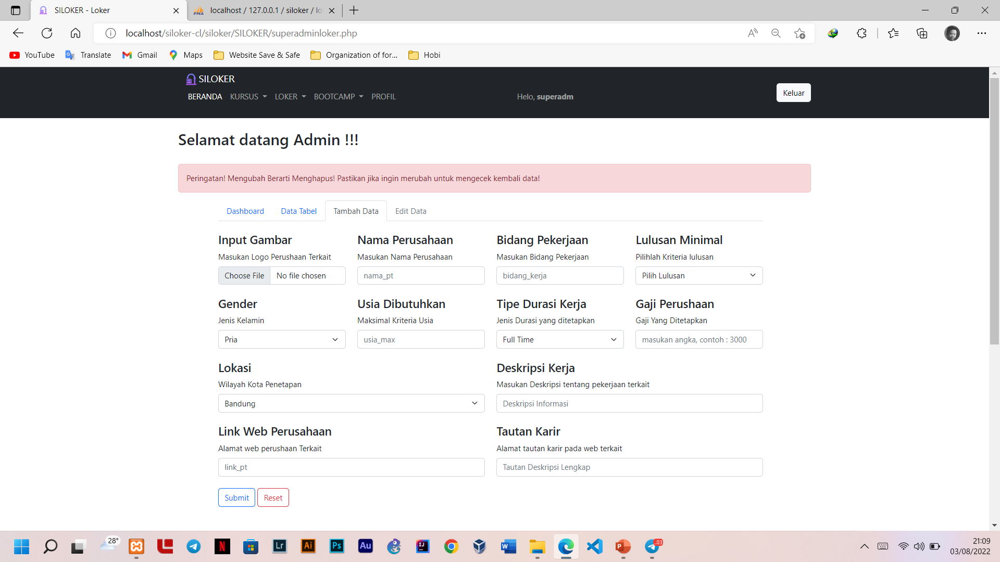 SILOKER - Loker
localhost / 127.0.0.1 / siloker / lo
localhost/siloker-cl/siloker/SILOKER/superadminloker.php
YouTube Translate Gmail Maps Website Save & Safe Organization of for... Hobi
SILOKER
BERANDA KURSUS LOKER BOOTCAMP PROFIL Helo, superadm Keluar
Selamat datang Admin !!!
Peringatan! Mengubah Berarti Menghapus! Pastikan jika ingin merubah untuk mengecek kembali data!
Dashboard Data Tabel Tambah Data Edit Data
Input Gambar Nama Perusahaan Bidang Pekerjaan Lulusan Minimal
Masukan Logo Perushaan Terkait Masukan Nama Perusahaan Masukan Bidang Pekerjaan Pilihlah Kriteria lulusan
Choose File No file chosen nama_pt bidang_kerja Pilih Lulusan
Gender Usia Dibutuhkan Tipe Durasi Kerja Gaji Perushaan
Jenis Kelamin Maksimal Kriteria Usia Jenis Durasi yang ditetapkan Gaji Yang Ditetapkan
Pria usia_max Full Time masukan angka, contoh : 3000
Lokasi Deskripsi Kerja
Wilayah Kota Penetapan Masukan Deskripsi tentang pekerjaan terkait
Bandung Deskripsi Informasi
Link Web Perusahaan Tautan Karir
Alamat web perushaan Terkait Alamat tautan karir pada web terkait
link_pt Tautan Deskripsi Lengkap
Submit Reset
28°
Lr Ai Ps Au IJ W P .03
21:09
03/08/2022